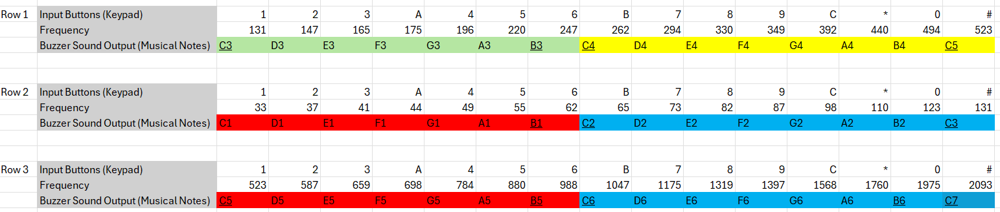 Row 1 Input Buttons (Keypad) 1 2 3 A 4 5 6 B 7 8 9 C * 0 #
Frequency 131 147 165 175 196 220 247 262 294 330 349 392 440 494 523
Buzzer Sound Output (Musical Notes) C3 D3 E3 F3 G3 A3 B3 C4 D4 E4 F4 G4 A4 B4 C5
Row 2 Input Buttons (Keypad) 1 2 3 A 4 5 6 B 7 8 9 C * 0 #
Frequency 33 37 41 44 49 55 62 65 73 82 87 98 110 123 131
Buzzer Sound Output (Musical Notes) C1 D1 E1 F1 G1 A1 B1 C2 D2 E2 F2 G2 A2 B2 C3
Row 3 Input Buttons (Keypad) 1 2 3 A 4 5 6 B 7 8 9 C * 0 #
Frequency 523 587 659 698 784 880 988 1047 1175 1319 1397 1568 1760 1975 2093
Buzzer Sound Output (Musical Notes) C5 D5 E5 F5 G5 A5 B5 C6 D6 E6 F6 G6 A6 B6 C7